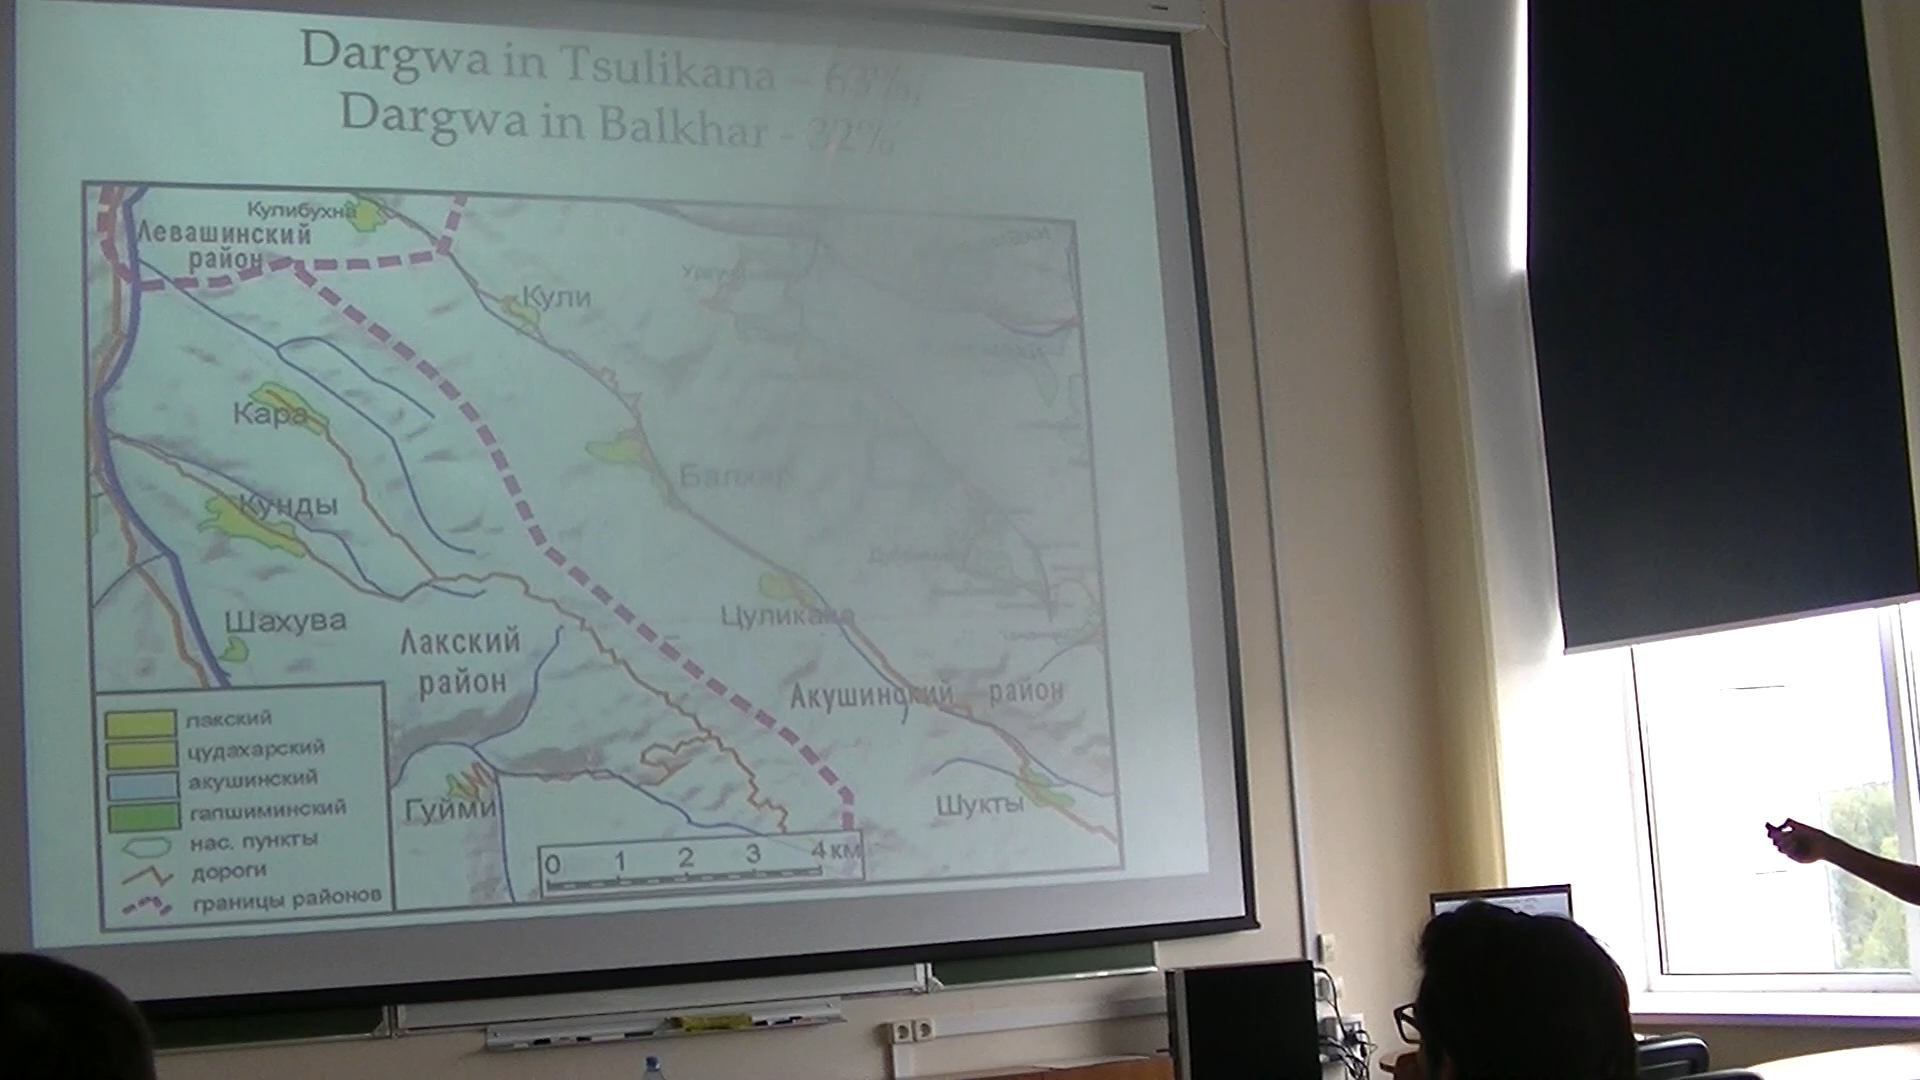 Dargwa in Tsulikana – 63%,
Dargwa in Balkhar - 32%
Кулибухна
Левашинский
район
Кули
Кара
Балхар
Кунды
Цуликана
Шахува
Лакский
район
Акушинский район
Гуйми
Шукты
лакский
цудахарский
акушинский
гапшиминский
нас. пункты
дороги
границы районов
0 1 2 3 4 км